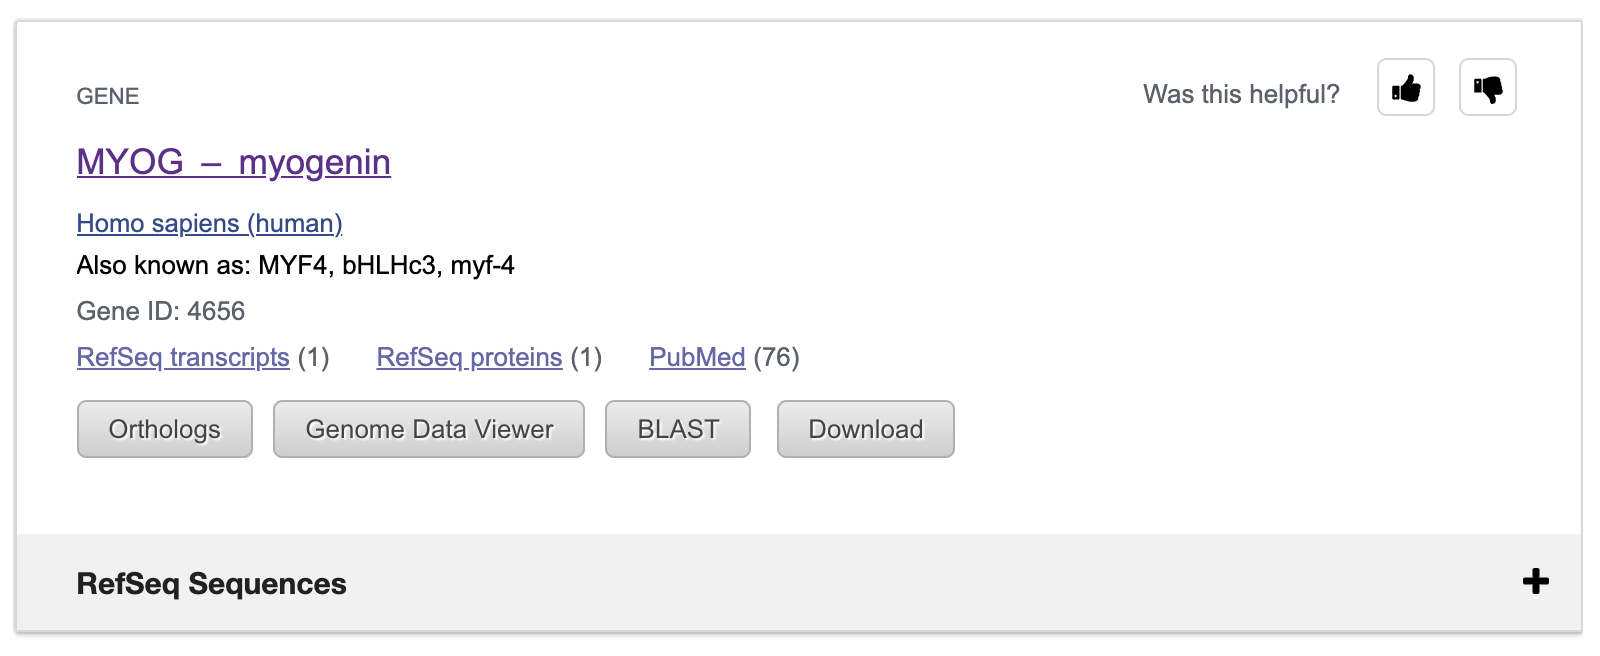 GENE
Was this helpful?
MYOG – myogenin
Homo sapiens (human)
Also known as: MYF4, bHLHc3, myf-4
Gene ID: 4656
RefSeq transcripts (1) RefSeq proteins (1) PubMed (76)
Orthologs Genome Data Viewer BLAST Download
RefSeq Sequences